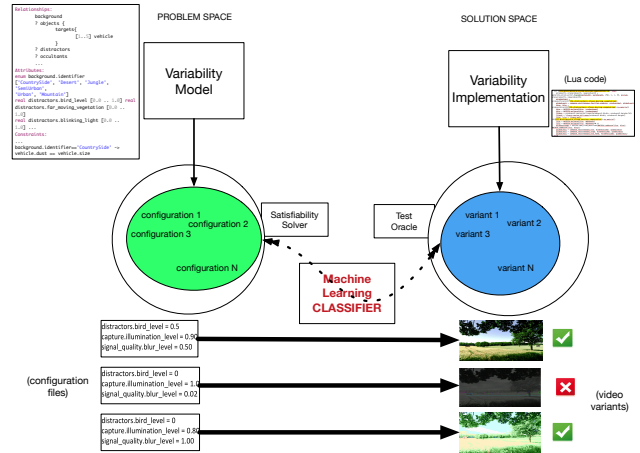 Relationships:
background
? objects {
targets[
[1..5] vehicle
}
? distractors
? occultants
...
Attributes:
enum background.identifier
['CountrySide', 'Desert', 'Jungle',
'SemiUrban',
'Urban', 'Mountain']
real distractors.bird_level [0.0 .. 1.0] real
distractors.far_moving_vegetation [0.0 ..
1.0]
real distractors.blinking_light [0.0 ..
1.0] ...
Constraints:
...
background.identifier=='CountrySide' ->
vehicle.dust == vehicle.size
PROBLEM SPACE
SOLUTION SPACE
Variability
Model
Variability
Implementation
(Lua code)
configuration 1
configuration 2
configuration 3
configuration N
Satisfiability
Solver
Test
Oracle
variant 1
variant 2
variant 3
variant N
Machine
Learning
CLASSIFIER
distractors.bird_level = 0.5
capture.illumination_level = 0.90
signal_quality.blur_level = 0.50
distractors.bird_level = 0
capture.illumination_level = 1.0
signal_quality.blur_level = 0.02
distractors.bird_level = 0
capture.illumination_level = 0.80
signal_quality.blur_level = 1.00
(configuration
files)
(video
variants)